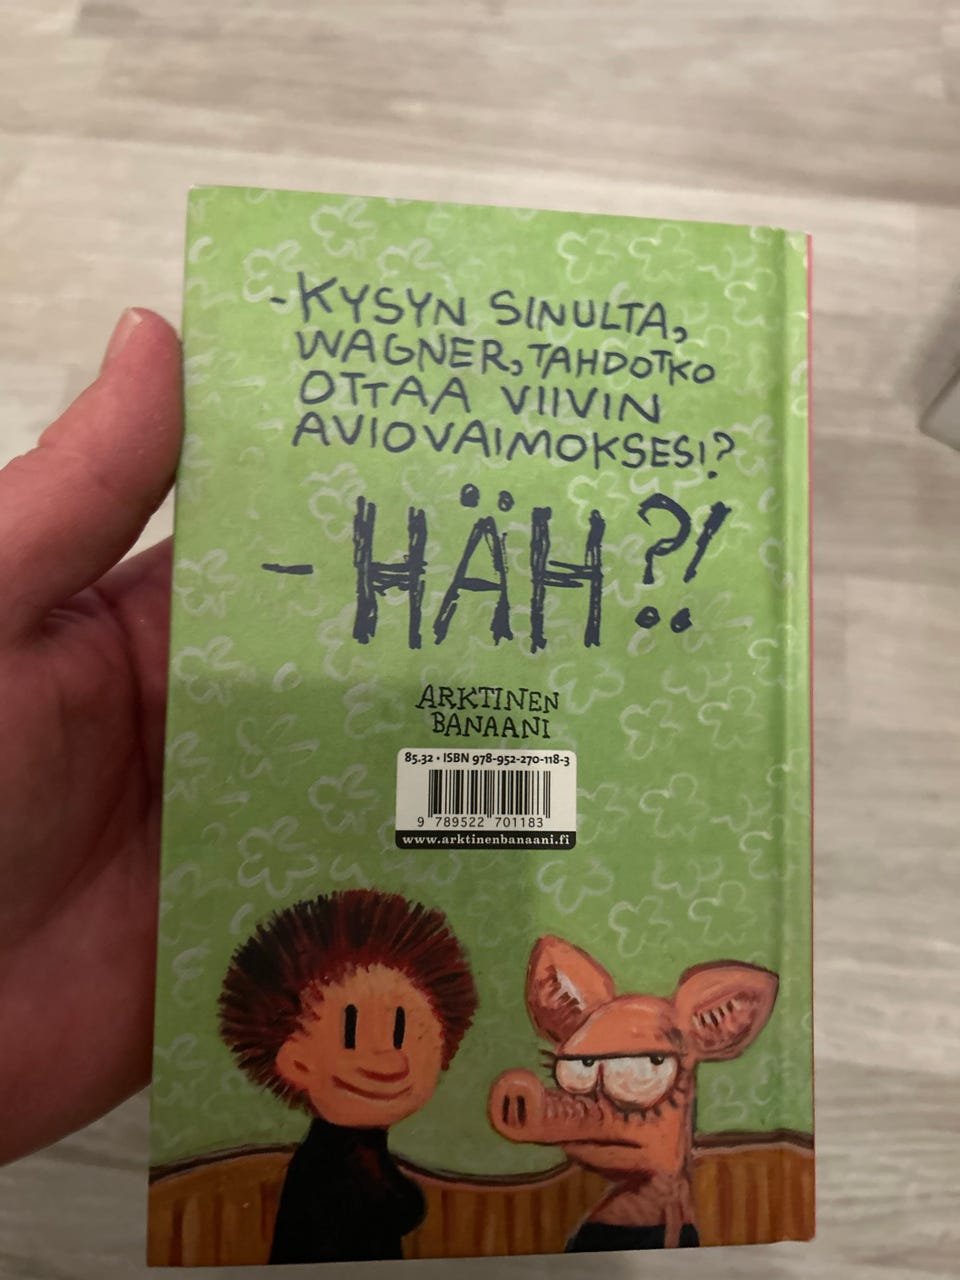 -KYSYN SINULTA,
WAGNER, TAHDOTKO
OTTAA VIIVIN
AVIOVAIMOKSESI?
-HÄH?!
ARKTINEN
BANAANI
85.32 • ISBN 978-952-270-118-3
9 789522 701183
www.arktinenbanaani.fi